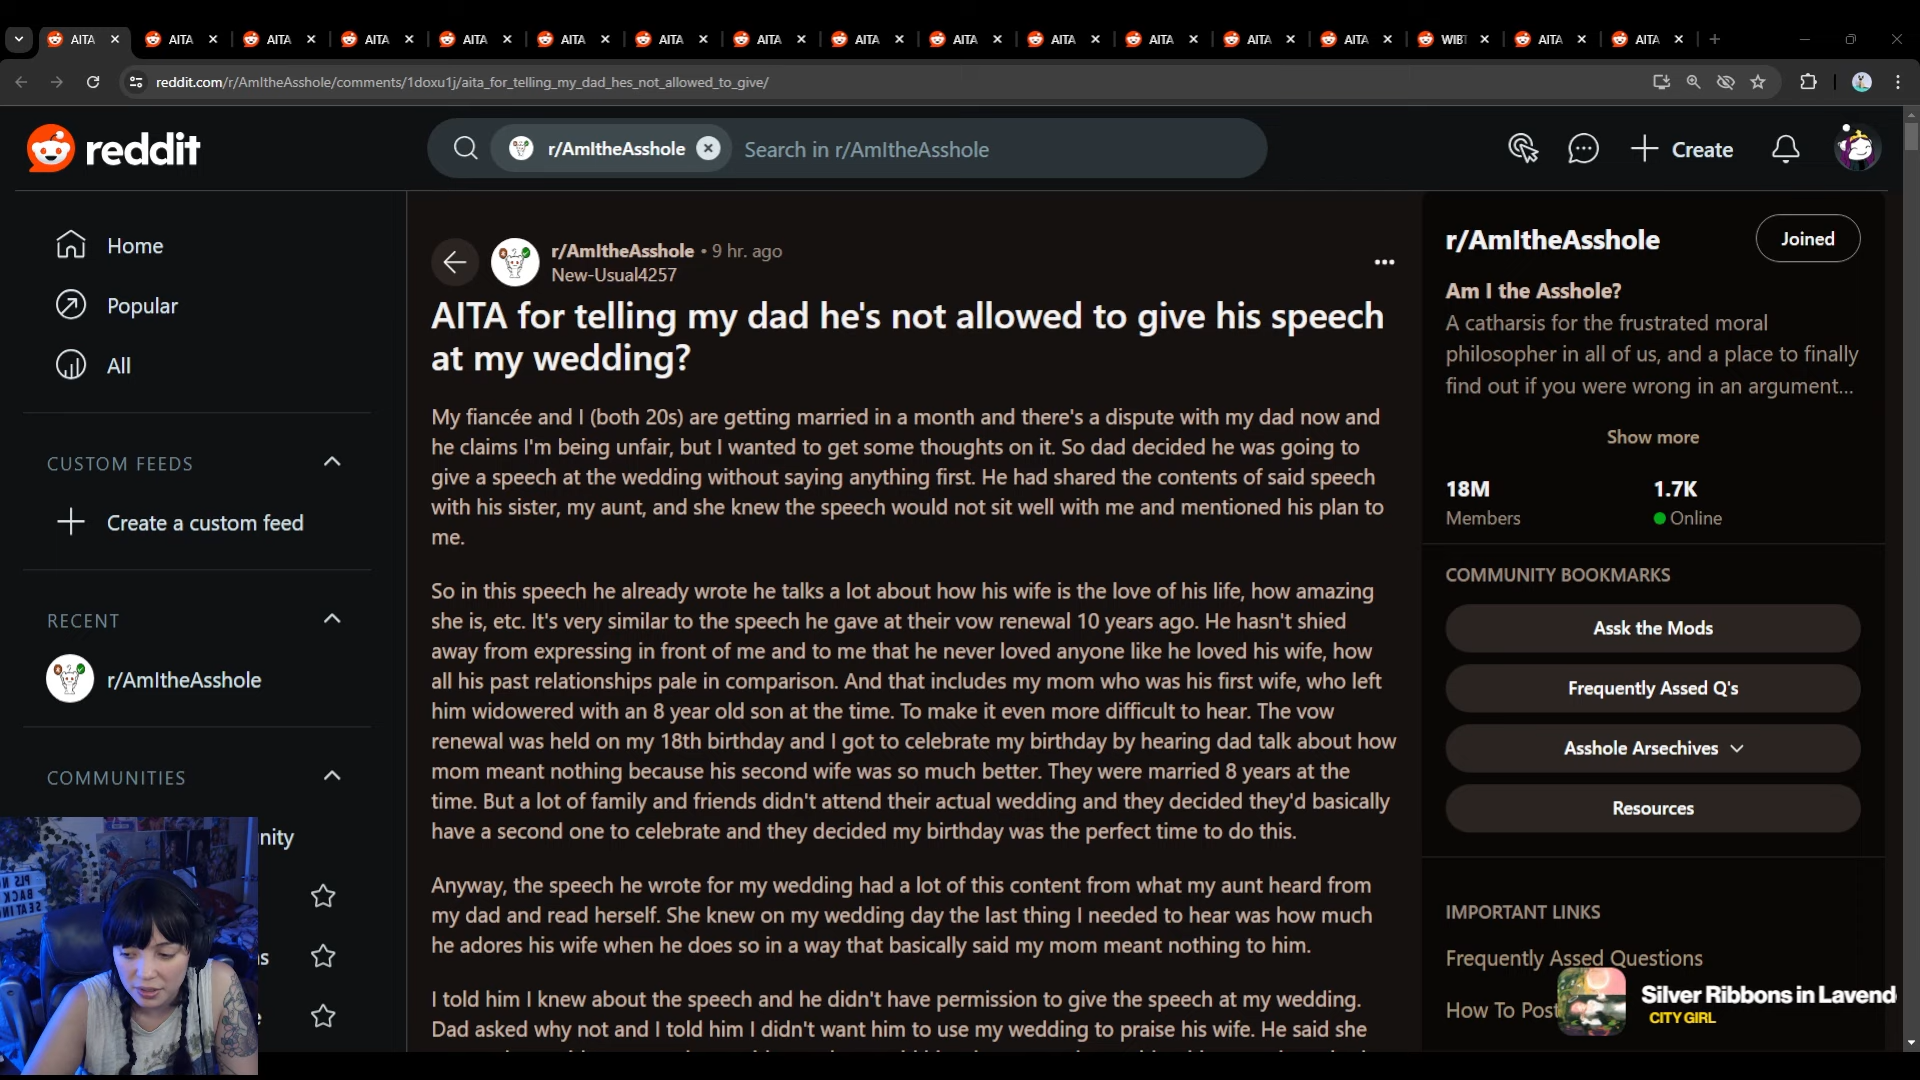 AITA
AITA
AITA
AITA
AITA
AITA
AITA
AITA
AITA
AITA
AITA
AITA
AITA
AITA
WIBT
AITA
AITA
reddit.com/r/AmItheAsshole/comments/1doxu1j/aita_for_telling_my_dad_hes_not_allowed_to_give/
reddit
r/AmItheAsshole
Search in r/AmItheAsshole
Create
Home
Popular
All
CUSTOM FEEDS
Create a custom feed
RECENT
r/AmItheAsshole
COMMUNITIES
nity
r/AmItheAsshole • 9 hr. ago
New-Usual4257
AITA for telling my dad he's not allowed to give his speech
at my wedding?
My fiancée and I (both 20s) are getting married in a month and there's a dispute with my dad now and
he claims I'm being unfair, but I wanted to get some thoughts on it. So dad decided he was going to
give a speech at the wedding without saying anything first. He had shared the contents of said speech
with his sister, my aunt, and she knew the speech would not sit well with me and mentioned his plan to
me.
So in this speech he already wrote he talks a lot about how his wife is the love of his life, how amazing
she is, etc. It's very similar to the speech he gave at their vow renewal 10 years ago. He hasn't shied
away from expressing in front of me and to me that he never loved anyone like he loved his wife, how
all his past relationships pale in comparison. And that includes my mom who was his first wife, who left
him widowered with an 8 year old son at the time. To make it even more difficult to hear. The vow
renewal was held on my 18th birthday and I got to celebrate my birthday by hearing dad talk about how
mom meant nothing because his second wife was so much better. They were married 8 years at the
time. But a lot of family and friends didn't attend their actual wedding and they decided they'd basically
have a second one to celebrate and they decided my birthday was the perfect time to do this.
Anyway, the speech he wrote for my wedding had a lot of this content from what my aunt heard from
my dad and read herself. She knew on my wedding day the last thing I needed to hear was how much
he adores his wife when he does so in a way that basically said my mom meant nothing to him.
I told him I knew about the speech and he didn't have permission to give the speech at my wedding.
Dad asked why not and I told him I didn't want him to use my wedding to praise his wife. He said she
r/AmItheAsshole
Joined
Am I the Asshole?
A catharsis for the frustrated moral
philosopher in all of us, and a place to finally
find out if you were wrong in an argument...
Show more
18M
1.7K
Members
Online
COMMUNITY BOOKMARKS
Assk the Mods
Frequently Assed Q's
Asshole Arsechives
Resources
IMPORTANT LINKS
Frequently Assed Questions
How To Post
Silver Ribbons in Lavend
CITY GIRL
PLS NO
BACK
SEATIN